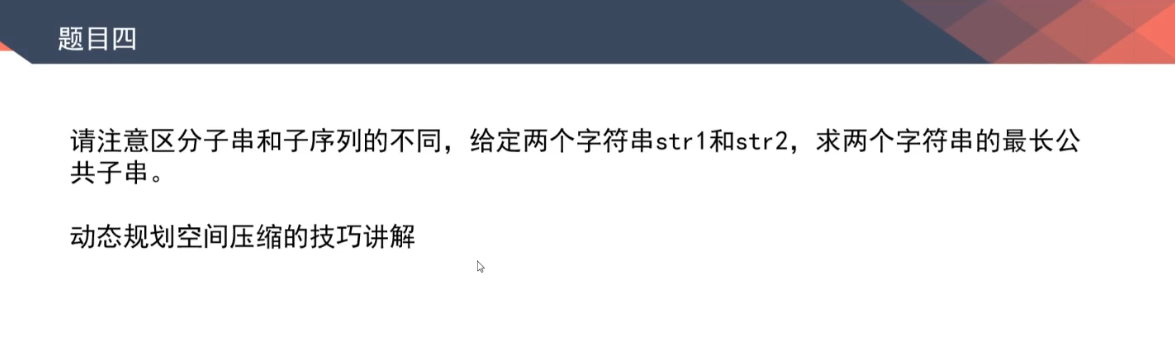 题目四
请注意区分子串和子序列的不同，给定两个字符串str1和str2，求两个字符串的最长公
共子串。
动态规划空间压缩的技巧讲解